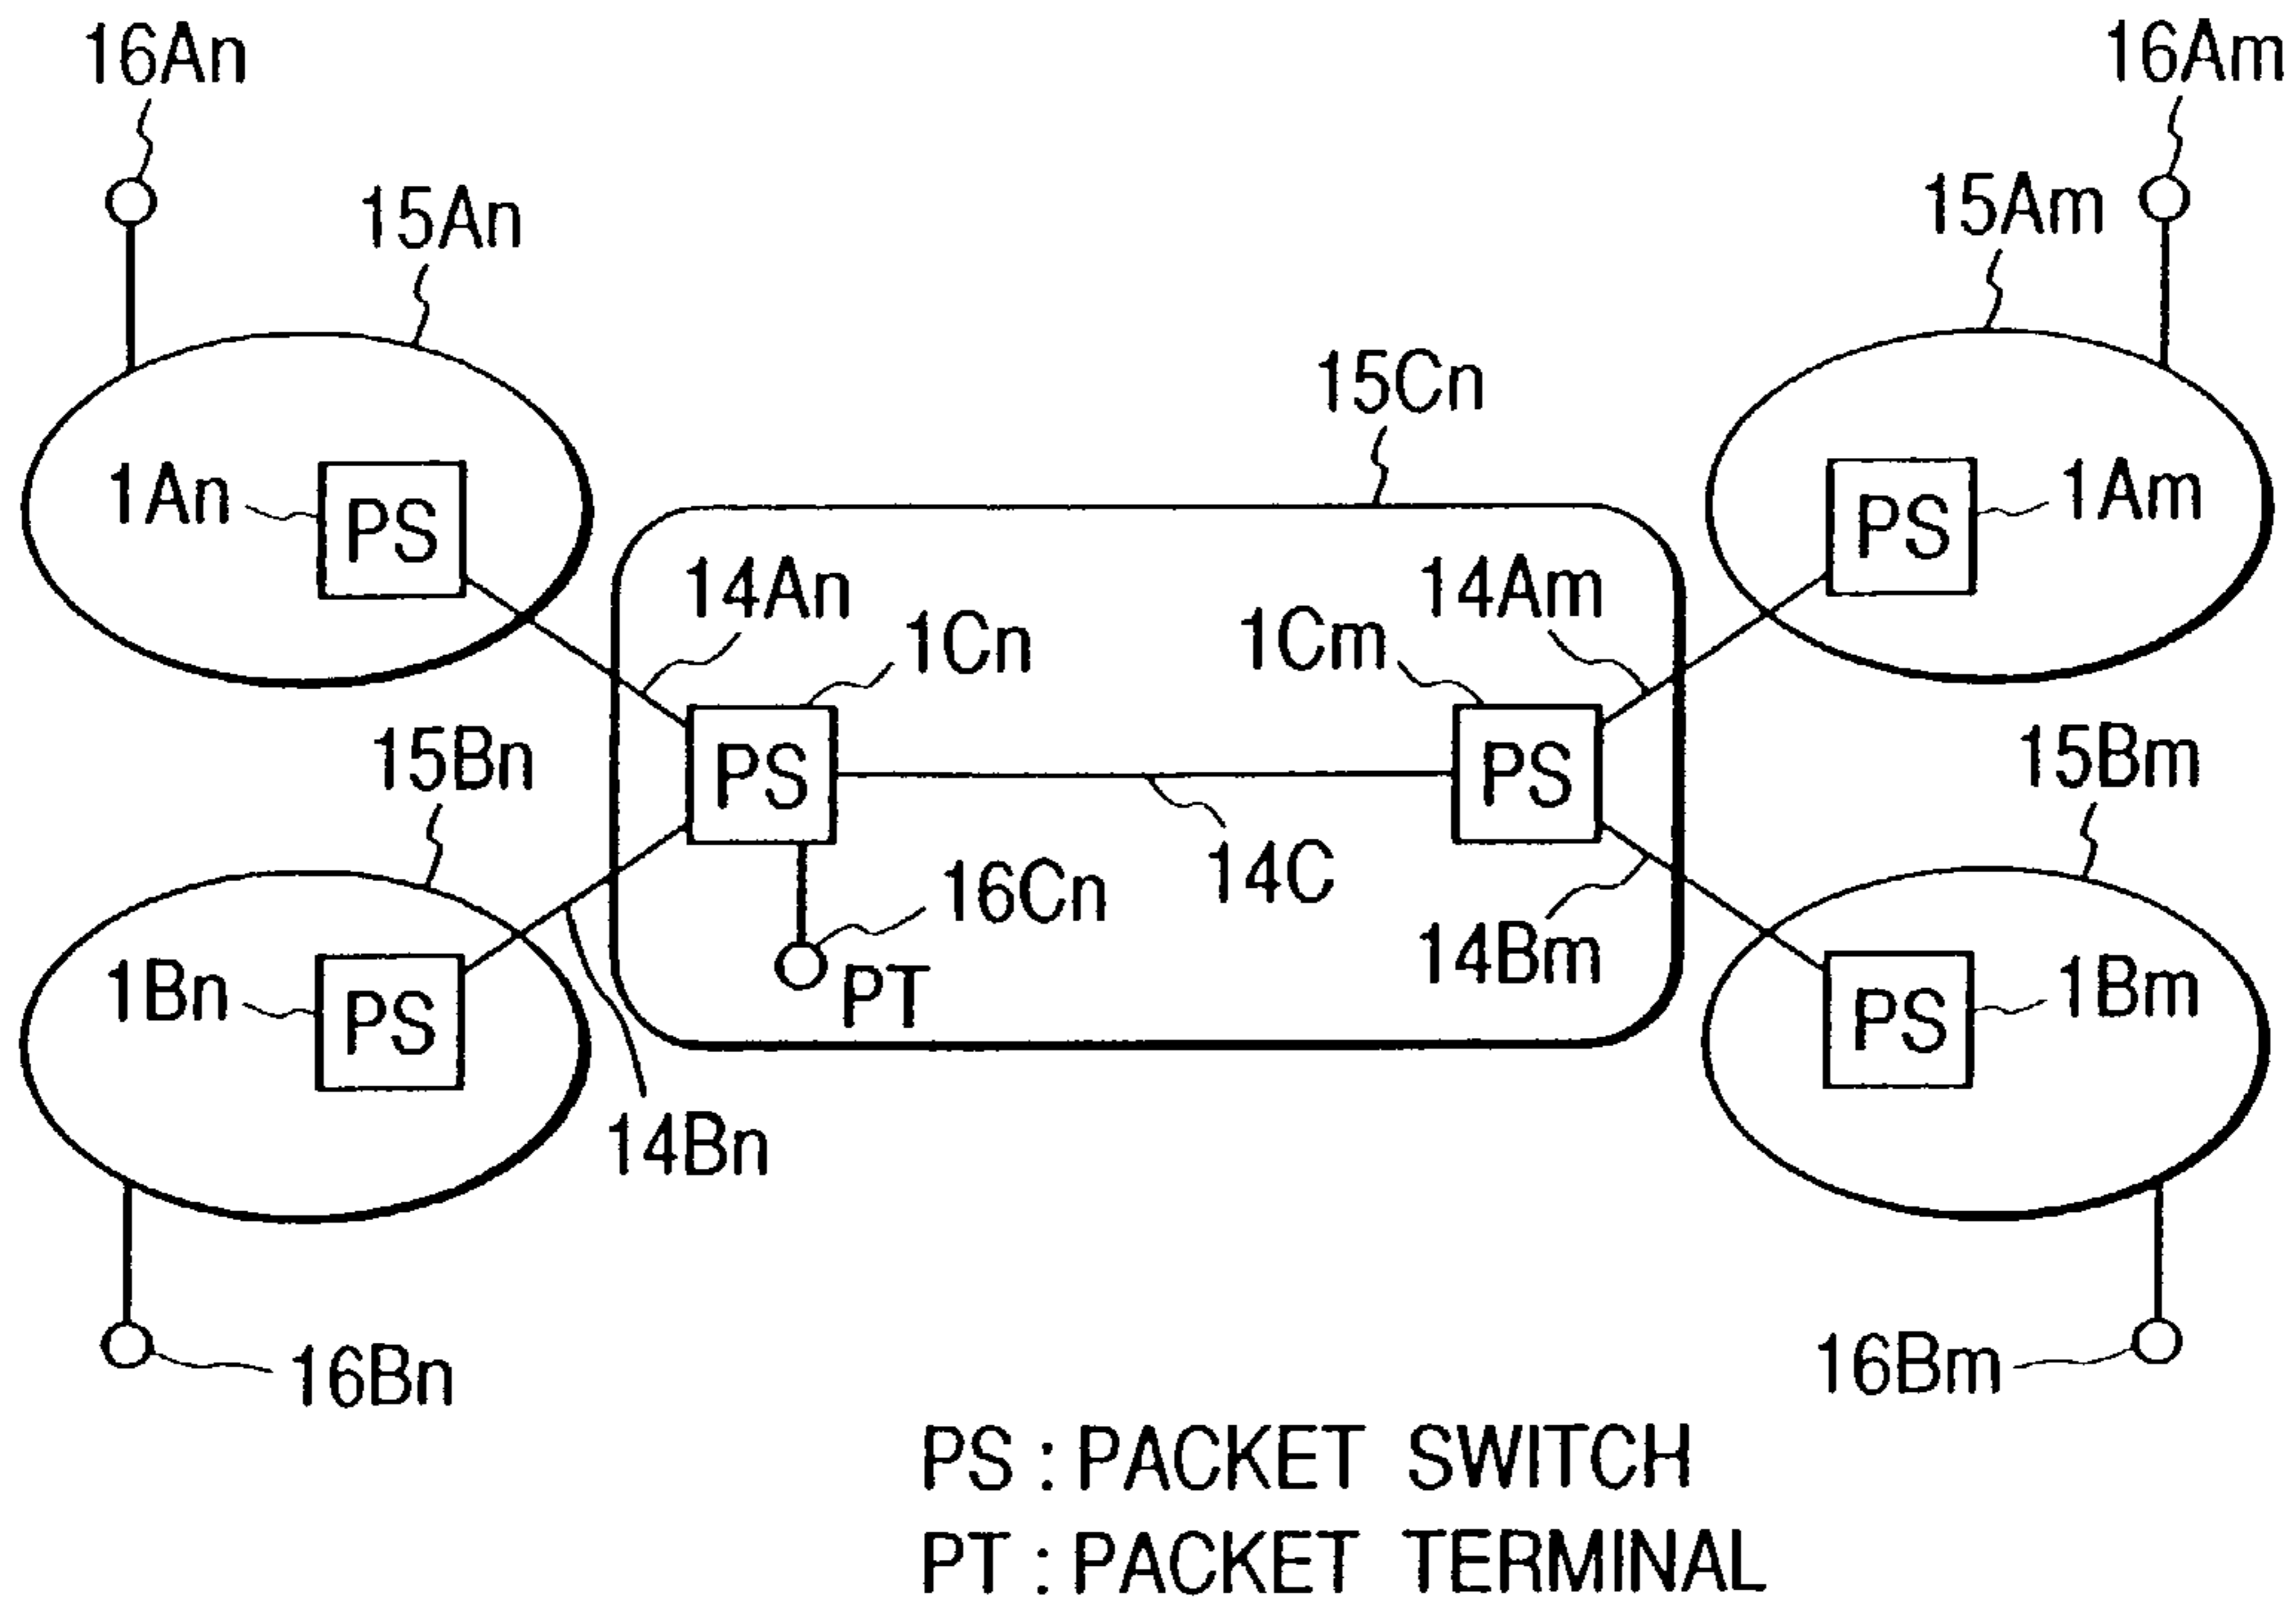 16An
16Am
15An
15Am
15Cn
1An
PS
PS
1Am
14An
14Am
1Cn
1Cm
15Bn
PS
PS
15Bm
14C
16Cn
14Bm
PT
1Bn
PS
PS
1Bm
14Bn
16Bn
16Bm
PS : PACKET SWITCH
PT : PACKET TERMINAL